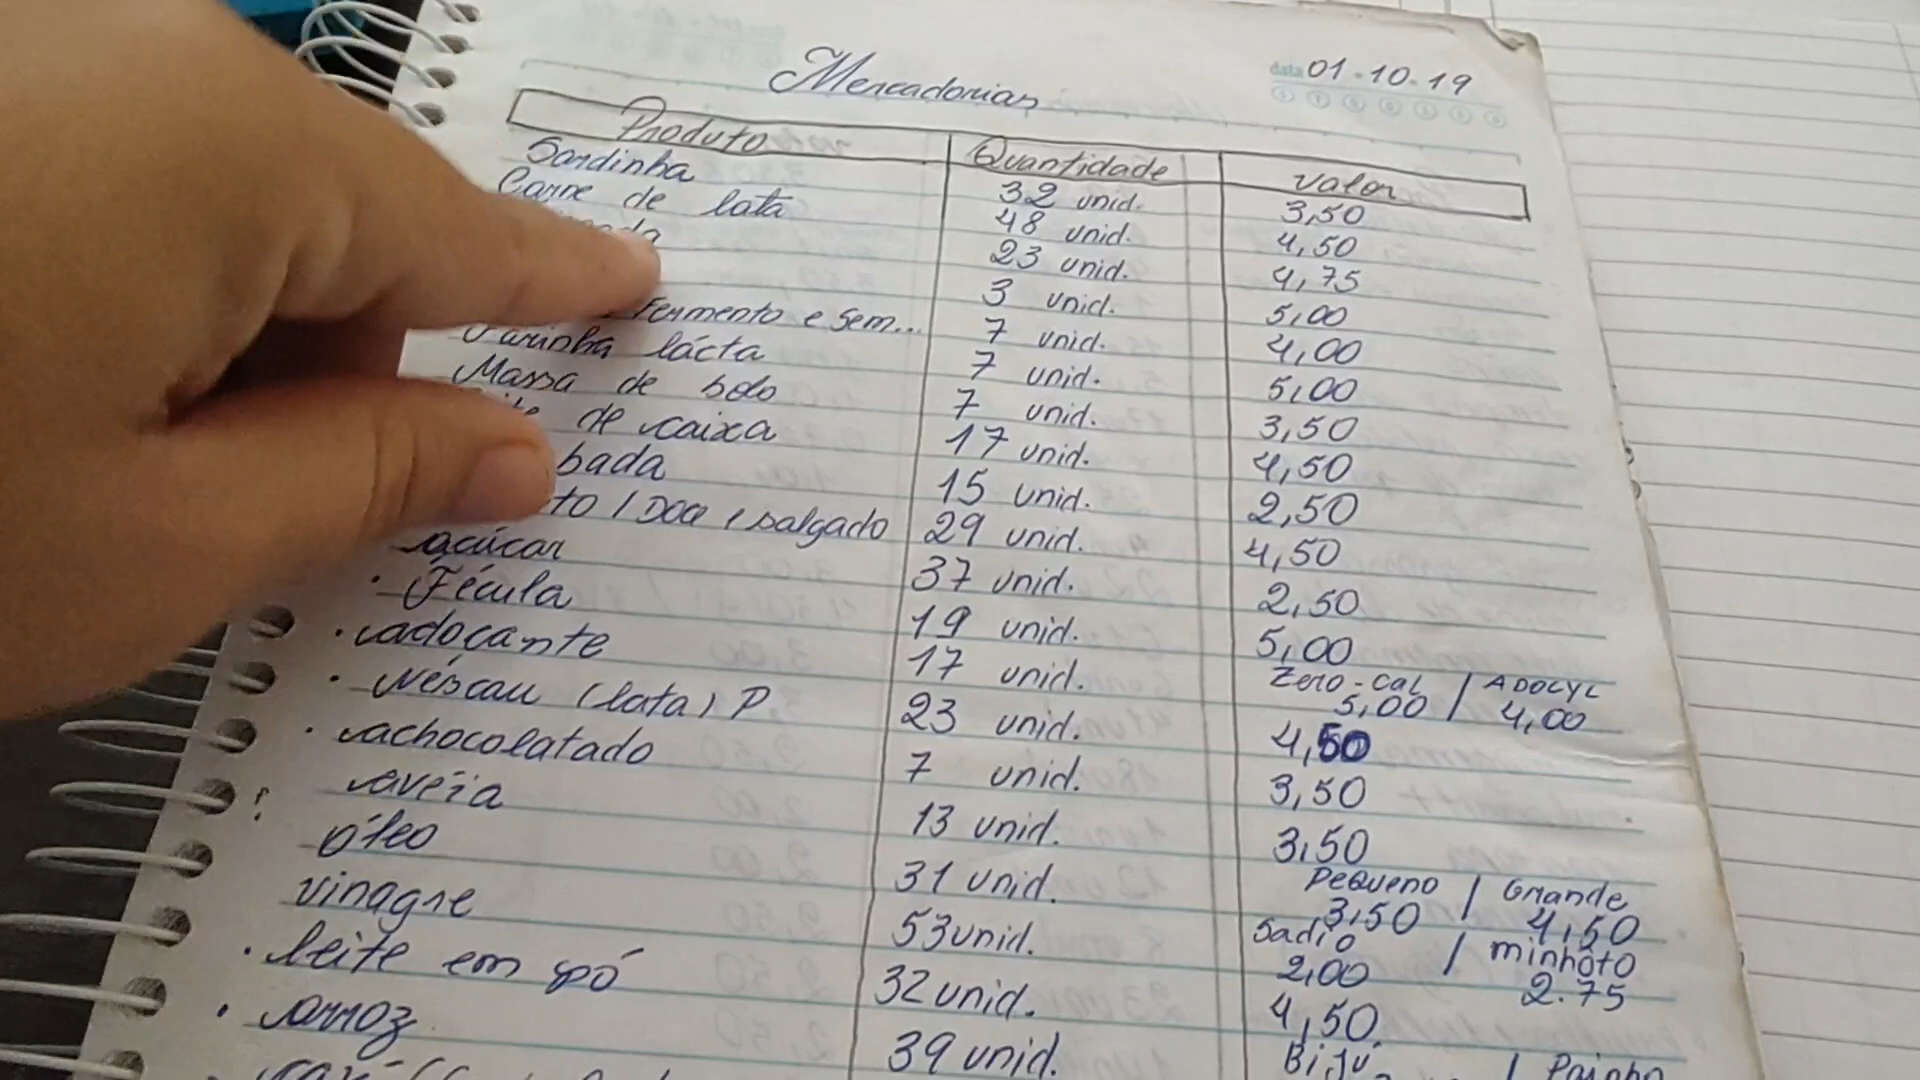 Mercadorias
data 01-10-19
Produto Quantidade Valor
Sardinha 32 unid. 3,50
Carne de lata 48 unid. 4,50
23 unid. 4,75
3 unid. 5,00
Fermento e Sem... 7 unid. 4,00
Farinha lácta 7 unid. 5,00
Massa de bolo 7 unid. 3,50
de caixa 17 unid. 4,50
bada 15 unid. 2,50
to / Doce e salgado 29 unid. 4,50
açúcar 37 unid. 2,50
• Fécula 19 unid. 5,00
• adoçante 17 unid. Zero-Cal / ADOCYL
5,00 / 4,00
• Néscau (lata) P 23 unid. 4,50
• achocolatado 7 unid. 3,50
avéia 13 unid. 3,50
óleo 31 unid. Pequeno / Grande
3,50 4,50
vinagre 53 unid. Sadio / minhoto
2,00 2.75
• leite em pó 32 unid. 4,50
• arroz 39 unid. Bijú /